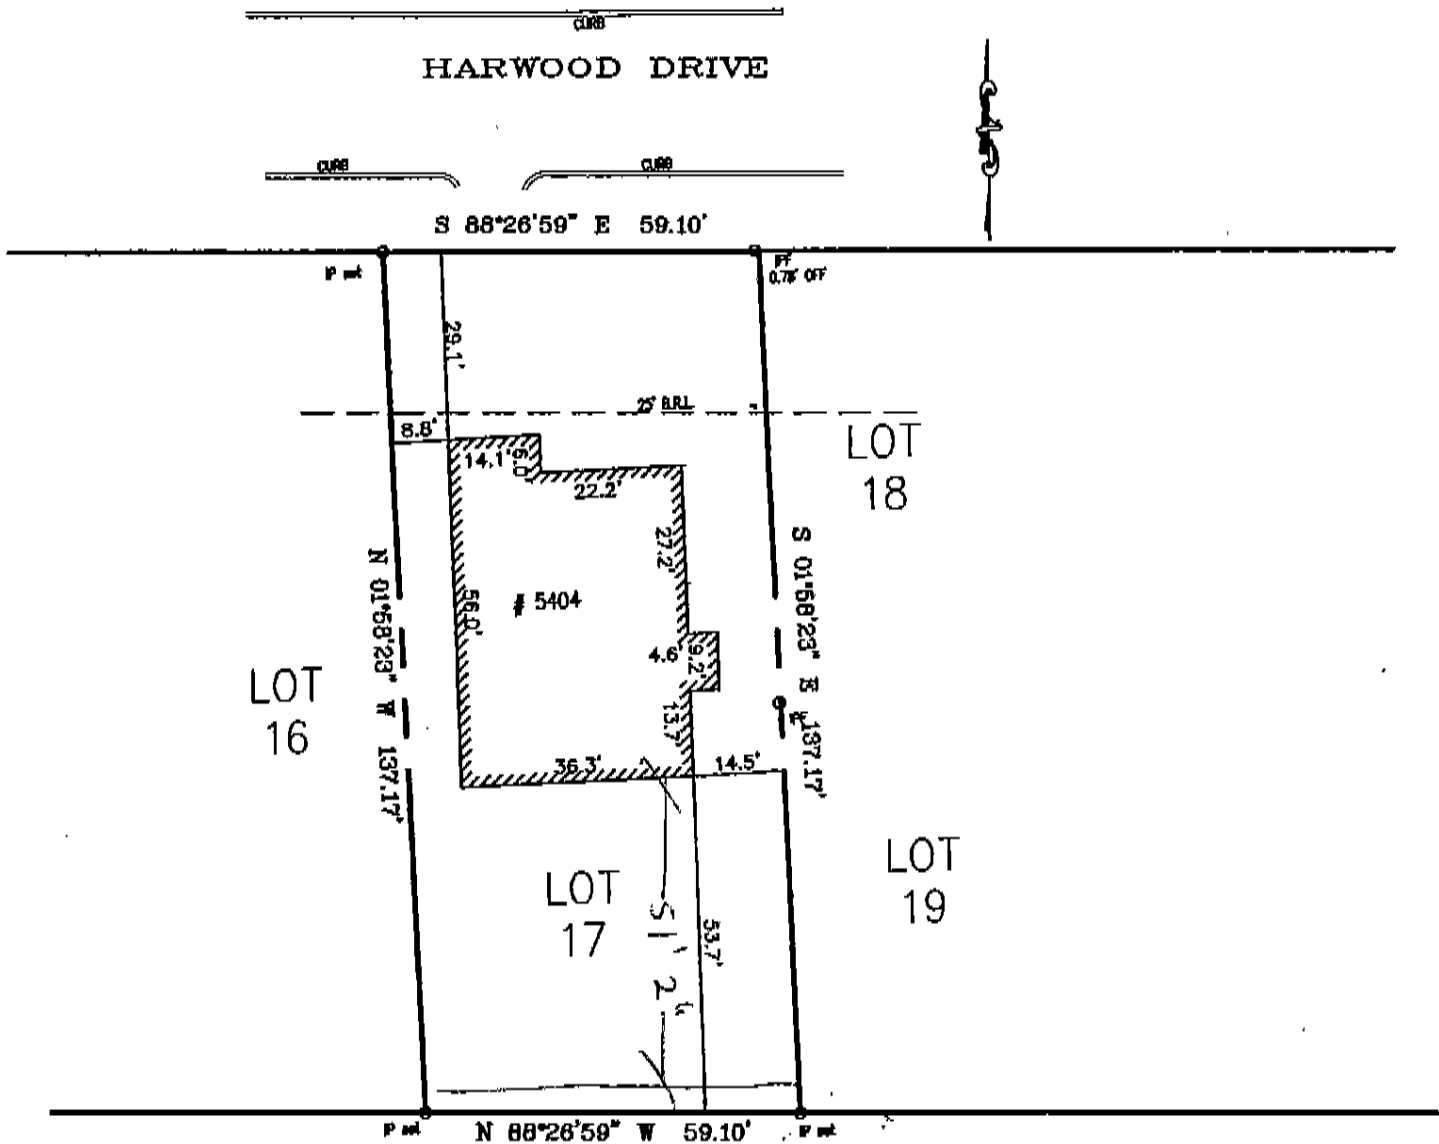 CURB
HARWOOD DRIVE
CURB
CURB
S 88°26'59" E 59.10'
IP set
IPF
0.78' OFF
29.1'
25' B.R.L.
8.8'
14.1'
6.0'
22.2'
LOT
18
27.2'
N 01°58'23" W 137.17'
S 01°58'23" E 137.17'
56.0'
# 5404
4.6'
9.2'
LOT
16
13.7'
36.3'
14.5'
LOT
17
LOT
19
51' 2"
53.7'
IP set
N 88°26'59" W 59.10'
IP set